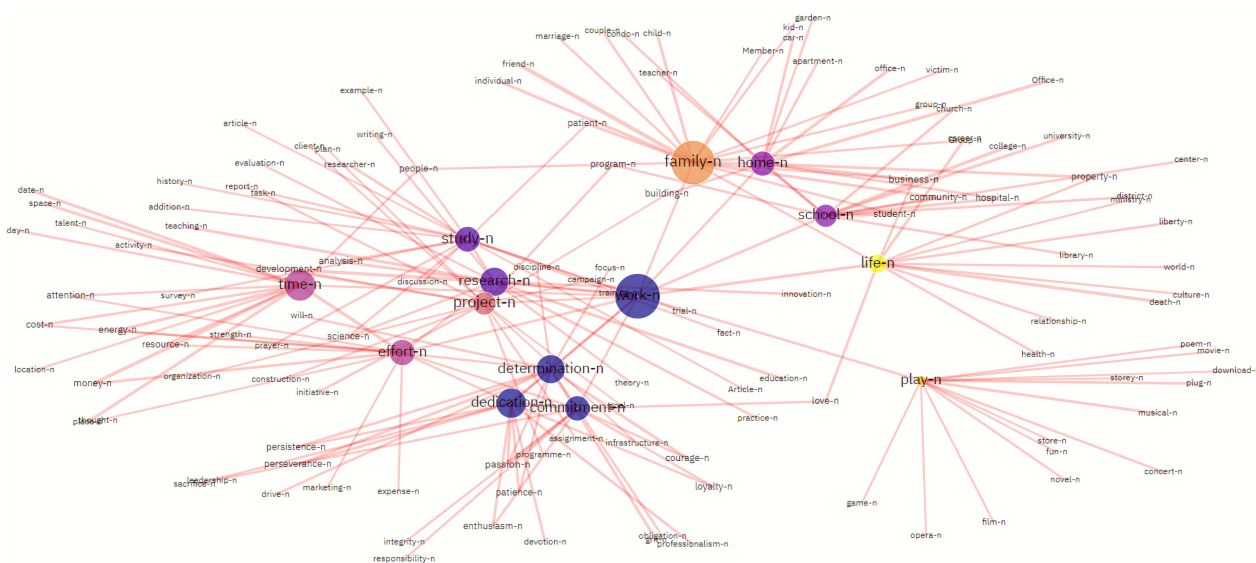 garden-n
kid-n
couple-n
condo-n
child-n
marriage-n
car-n
Member-n
apartment-n
friend-n
individual-n
teacher-n
office-n
victim-n
Office-n
example-n
group-n
church-n
article-n
patient-n
writing-n
career-n
university-n
client-n
plan-n
college-n
evaluation-n
researcher-n
people-n
program-n
family-n
home-n
center-n
history-n
report-n
task-n
building-n
business-n
property-n
date-n
space-n
community-n
hospital-n
district-n
ministry-n
addition-n
school-n
student-n
talent-n
teaching-n
liberty-n
day-n
activity-n
study-n
analysis-n
development-n
discipline-n
focus-n
library-n
life-n
world-n
time-n
discussion-n
research-n
campaign-n
attention-n
survey-n
project-n
work-n
innovation-n
culture-n
death-n
will-n
trial-n
cost-n
energy-n
strength-n
science-n
fact-n
relationship-n
resource-n
prayer-n
effort-n
health-n
poem-n
movie-n
location-n
money-n
organization-n
construction-n
determination-n
theory-n
education-n
play-n
storey-n
plug-n
download-n
initiative-n
Article-n
dedication-n
commitment-n
love-n
thought-n
practice-n
musical-n
persistence-n
assignment-n
infrastructure-n
store-n
fun-n
perseverance-n
passion-n
programme-n
courage-n
leadership-n
sacrifice-n
drive-n
marketing-n
expense-n
patience-n
loyalty-n
novel-n
concert-n
game-n
enthusiasm-n
film-n
integrity-n
devotion-n
obligation-n
professionalism-n
opera-n
responsibility-n